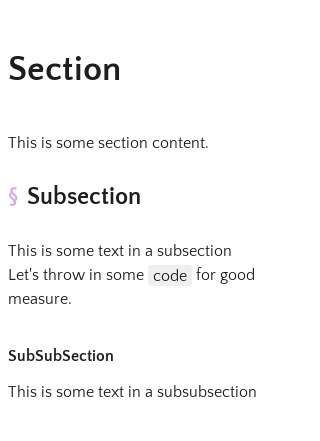 Section
This is some section content.
§ Subsection
This is some text in a subsection
Let's throw in some code for good
measure.
SubSubSection
This is some text in a subsubsection